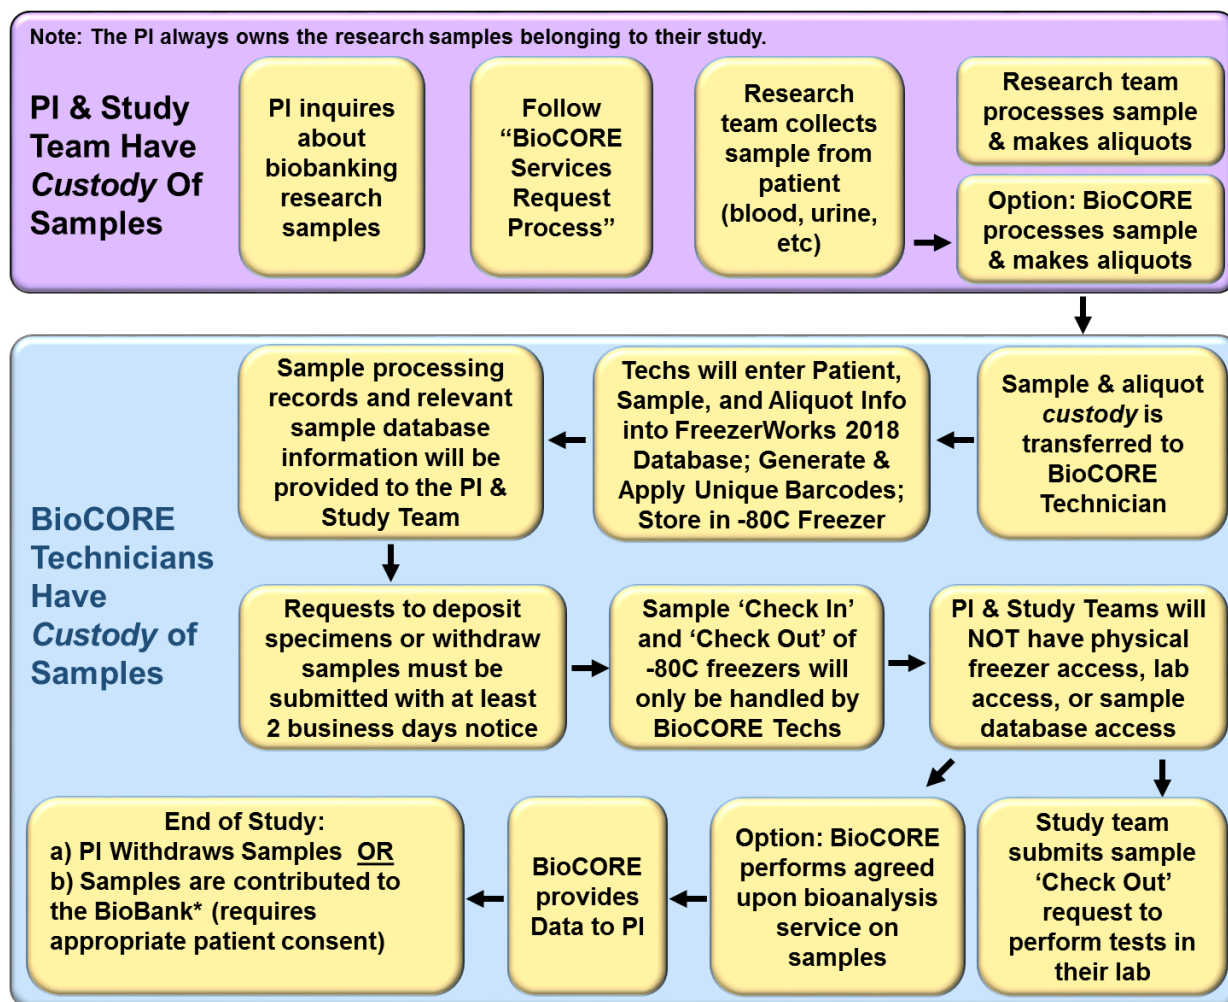 Note: The PI always owns the research samples belonging to their study.
PI & Study
Team Have
Custody Of
Samples
PI inquires
about
biobanking
research
samples
Follow
“BioCORE
Services
Request
Process”
Research
team collects
sample from
patient
(blood, urine,
etc)
Research team
processes sample
& makes aliquots
Option: BioCORE
processes sample
& makes aliquots
BioCORE
Technicians
Have
Custody of
Samples
Sample & aliquot
custody is
transferred to
BioCORE
Technician
Techs will enter Patient,
Sample, and Aliquot Info
into FreezerWorks 2018
Database; Generate &
Apply Unique Barcodes;
Store in -80C Freezer
Sample processing
records and relevant
sample database
information will be
provided to the PI &
Study Team
Requests to deposit
specimens or withdraw
samples must be
submitted with at least
2 business days notice
Sample ‘Check In’
and ‘Check Out’ of
-80C freezers will
only be handled by
BioCORE Techs
PI & Study Teams will
NOT have physical
freezer access, lab
access, or sample
database access
Study team
submits sample
‘Check Out’
request to
perform tests in
their lab
Option: BioCORE
performs agreed
upon bioanalysis
service on
samples
BioCORE
provides
Data to PI
End of Study:
a) PI Withdraws Samples OR
b) Samples are contributed to
the BioBank* (requires
appropriate patient consent)